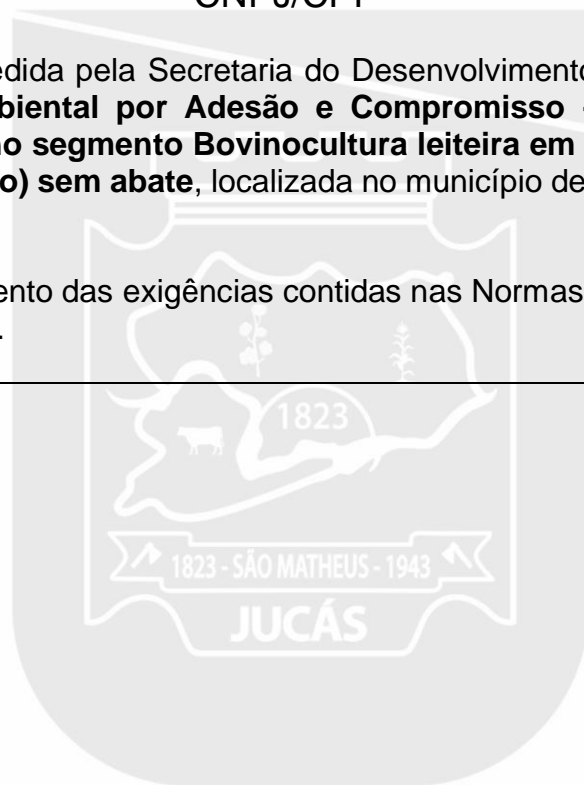 CNPJ/CPF
edida pela Secretaria do Desenvolvimento
biental por Adesão e Compromisso -
no segmento Bovinocultura leiteira em
o) sem abate, localizada no município de
ento das exigências contidas nas Normas
.
1823
1823 - SÃO MATHEUS - 1943
JUCÁS